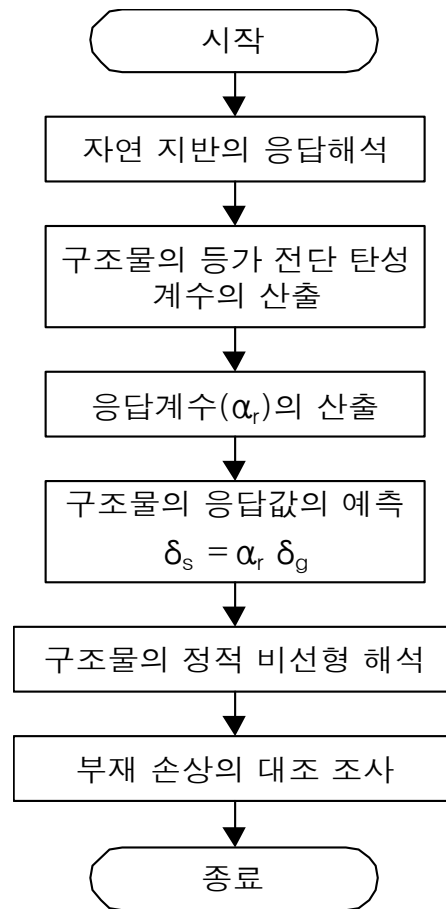 시작
자연 지반의 응답해석
구조물의 등가 전단 탄성
계수의 산출
응답계수(αr)의 산출
구조물의 응답값의 예측
δs = αr δg
구조물의 정적 비선형 해석
부재 손상의 대조 조사
종료